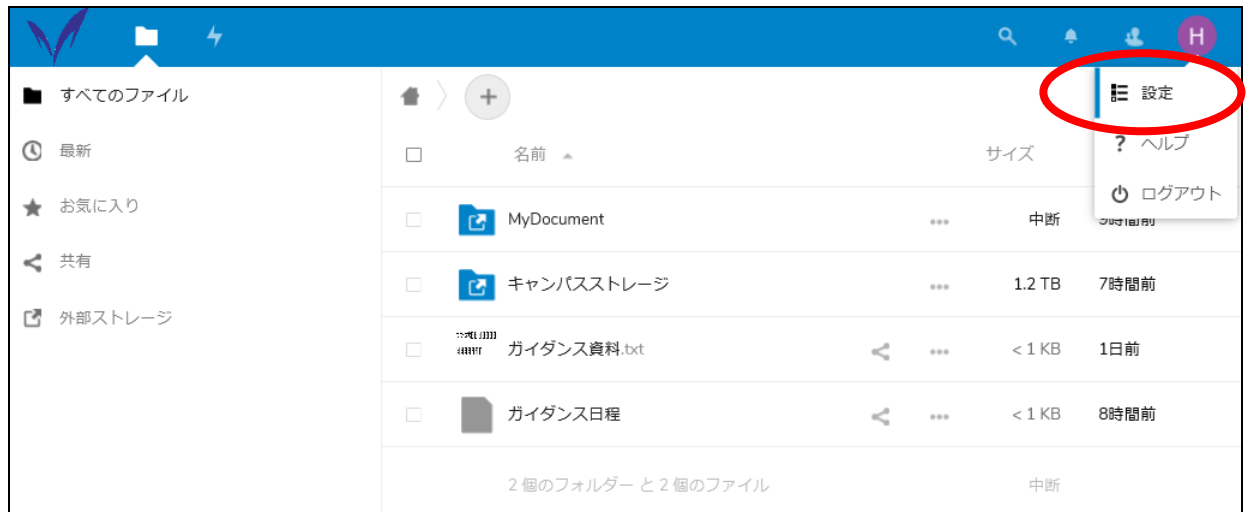 H
すべてのファイル
設定
最新
名前 サイズ
? ヘルプ
お気に入り
ログアウト
MyDocument 中断 9時間前
共有
キャンパスストレージ 1.2 TB 7時間前
外部ストレージ
ガイダンス資料.txt < 1 KB 1日前
ガイダンス日程 < 1 KB 8時間前
2 個のフォルダー と 2 個のファイル 中断